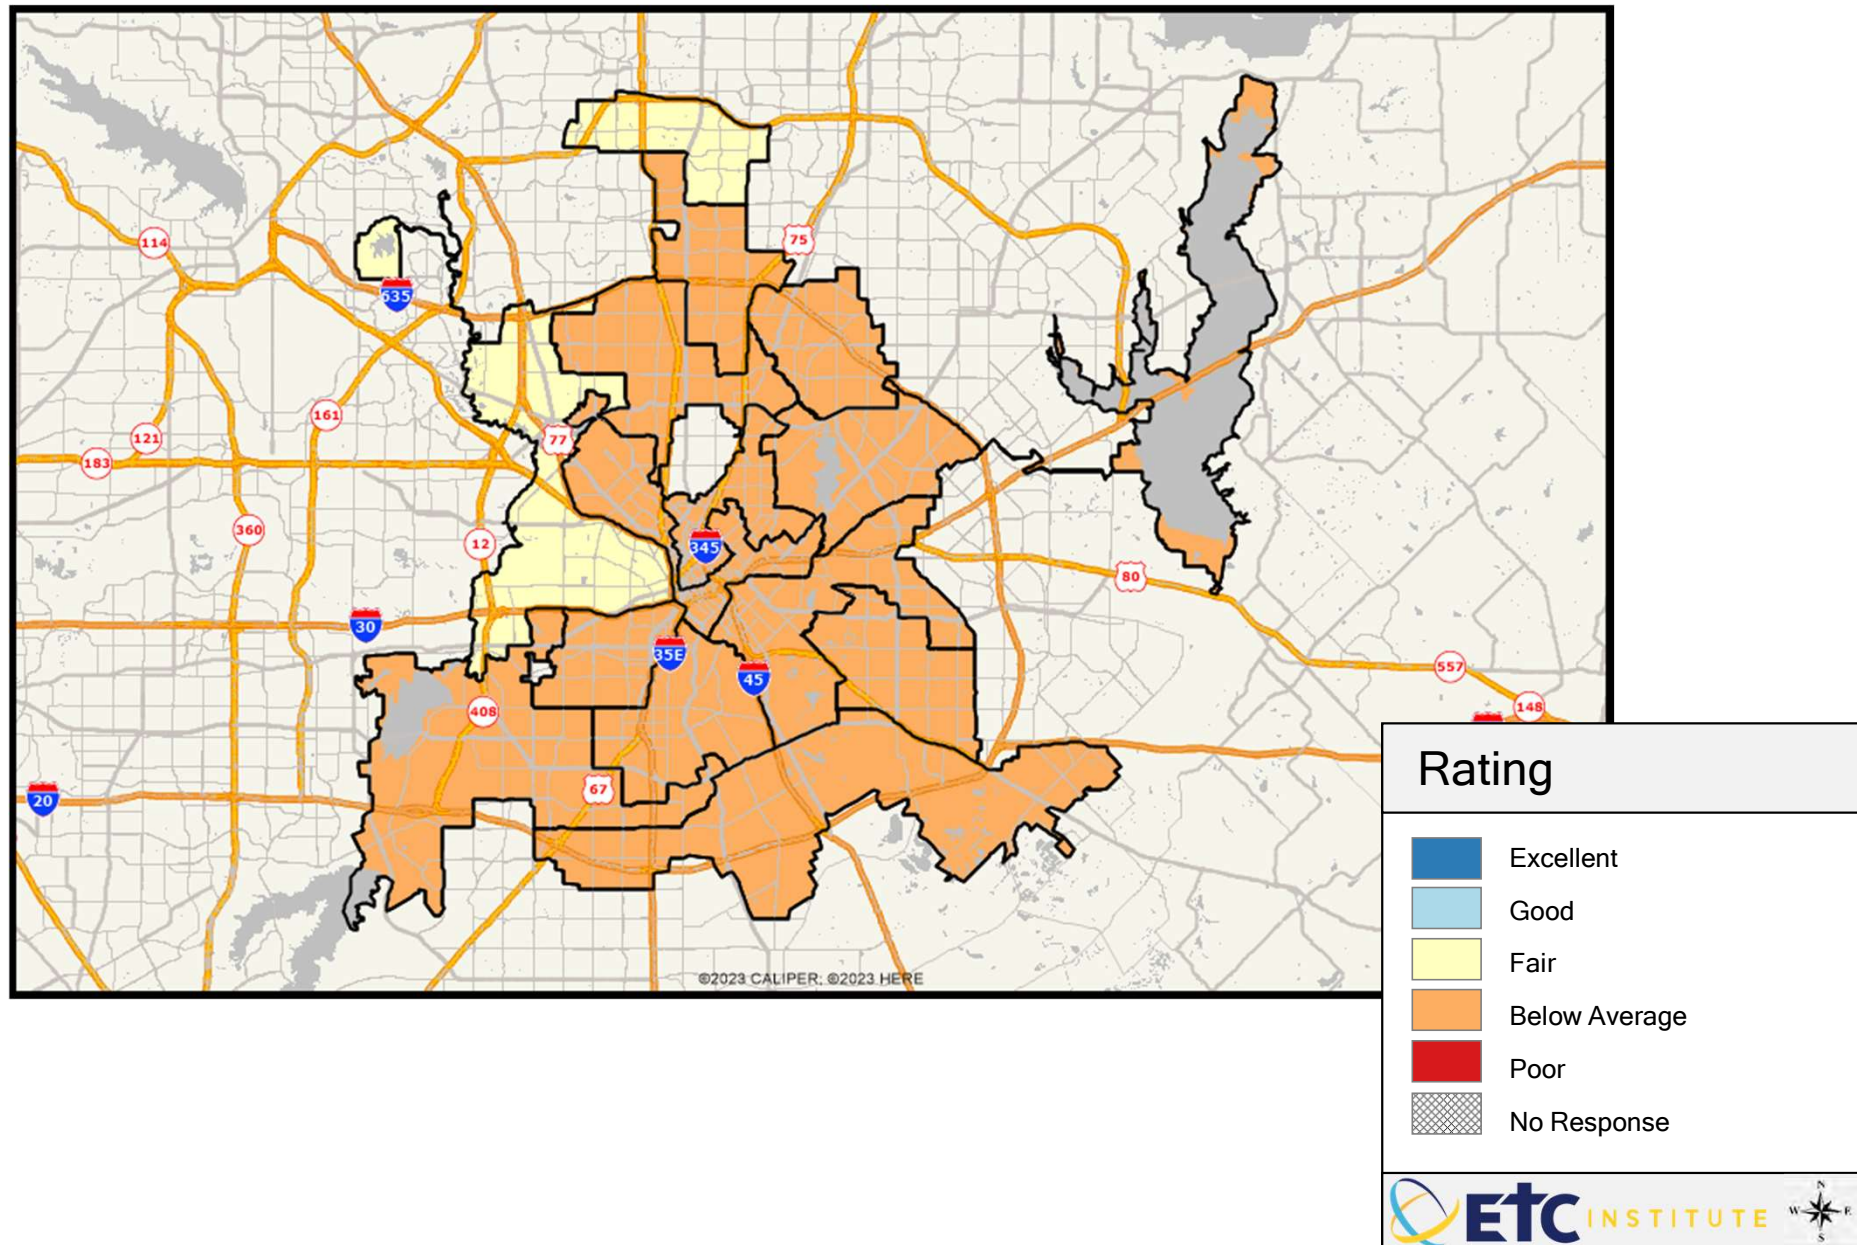 75
114
635
161
121
77
183
360
12
345
80
30
35E
45
557
408
148
67
20
©2023 CALIPER; ©2023 HERE
Rating
Excellent
Good
Fair
Below Average
Poor
No Response
ETC INSTITUTE
N
W E
S